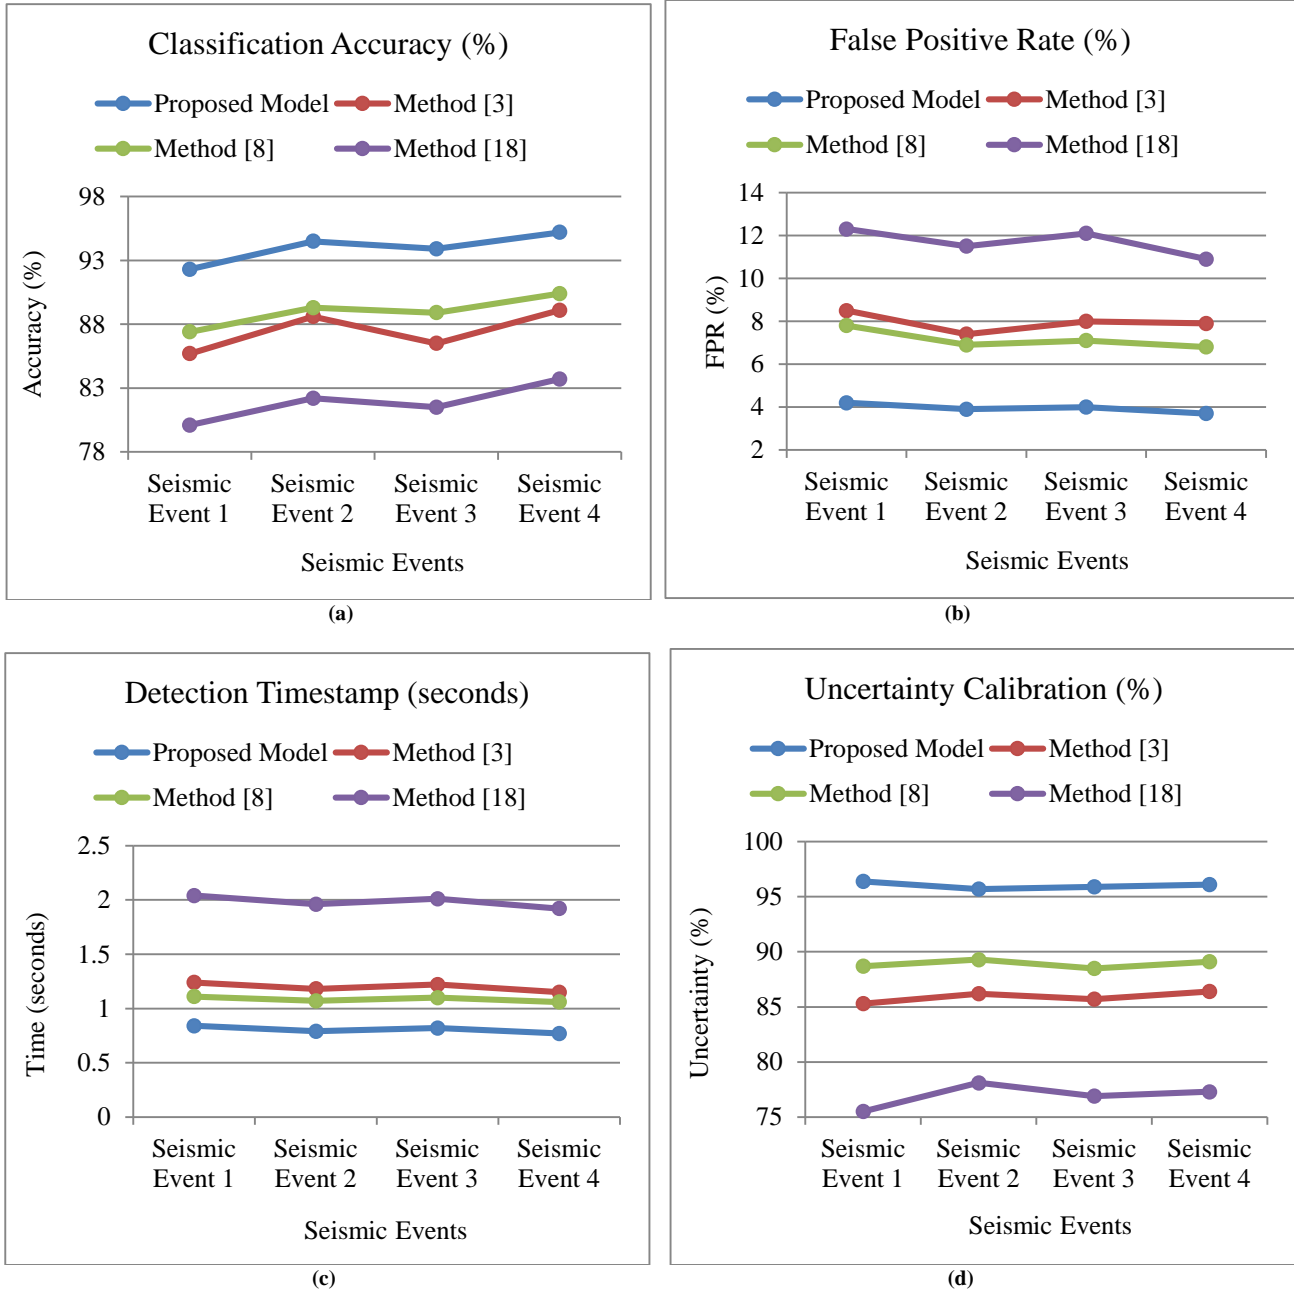 Classification Accuracy (%)
Proposed Model
Method [3]
Method [8]
Method [18]
98
93
88
83
78
Accuracy (%)
Seismic Event 1
Seismic Event 2
Seismic Event 3
Seismic Event 4
Seismic Events
(a)
False Positive Rate (%)
Proposed Model
Method [3]
Method [8]
Method [18]
14
12
10
8
6
4
2
FPR (%)
Seismic Event 1
Seismic Event 2
Seismic Event 3
Seismic Event 4
Seismic Events
(b)
Detection Timestamp (seconds)
Proposed Model
Method [3]
Method [8]
Method [18]
2.5
2
1.5
1
0.5
0
Time (seconds)
Seismic Event 1
Seismic Event 2
Seismic Event 3
Seismic Event 4
Seismic Events
(c)
Uncertainty Calibration (%)
Proposed Model
Method [3]
Method [8]
Method [18]
100
95
90
85
80
75
Uncertainty (%)
Seismic Event 1
Seismic Event 2
Seismic Event 3
Seismic Event 4
Seismic Events
(d)